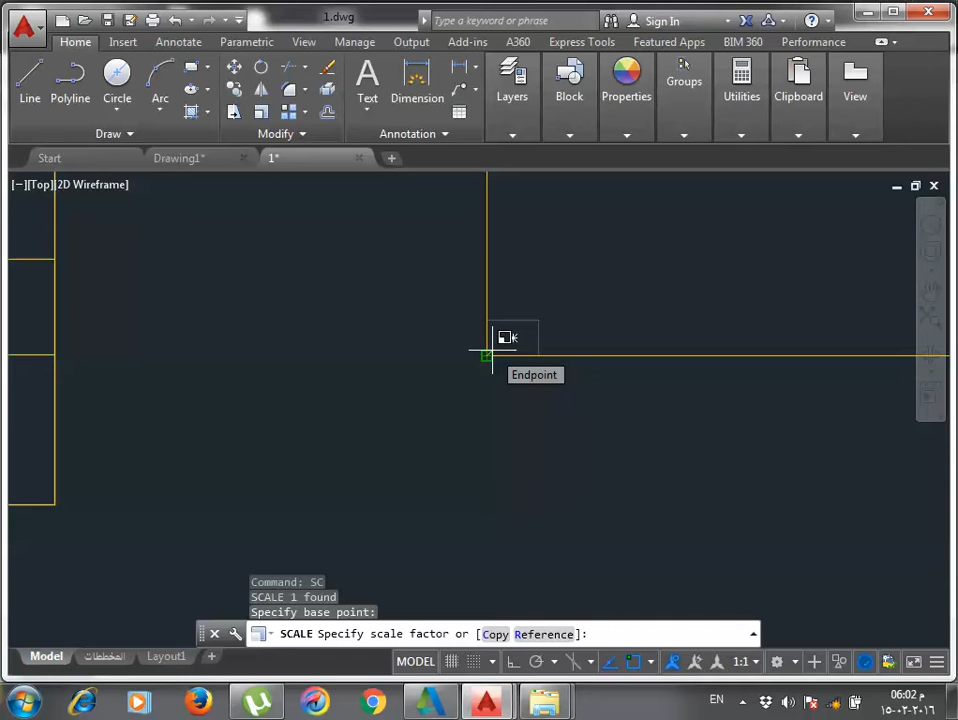 1.dwg
Type a keyword or phrase
Sign In
Home Insert Annotate Parametric View Manage Output Add-ins A360 Express Tools Featured Apps BIM 360 Performance
Line Polyline Circle Arc Text Dimension Layers Block Properties Groups Utilities Clipboard View
Draw Modify Annotation
Start Drawing1* 1*
[−][Top][2D Wireframe]
Endpoint
Command: SC
SCALE 1 found
Specify base point:
SCALE Specify scale factor or [Copy Reference]:
Model المخططات Layout1
MODEL 1:1
EN
06:02 م
٢٠١٦-٠٢-١٥